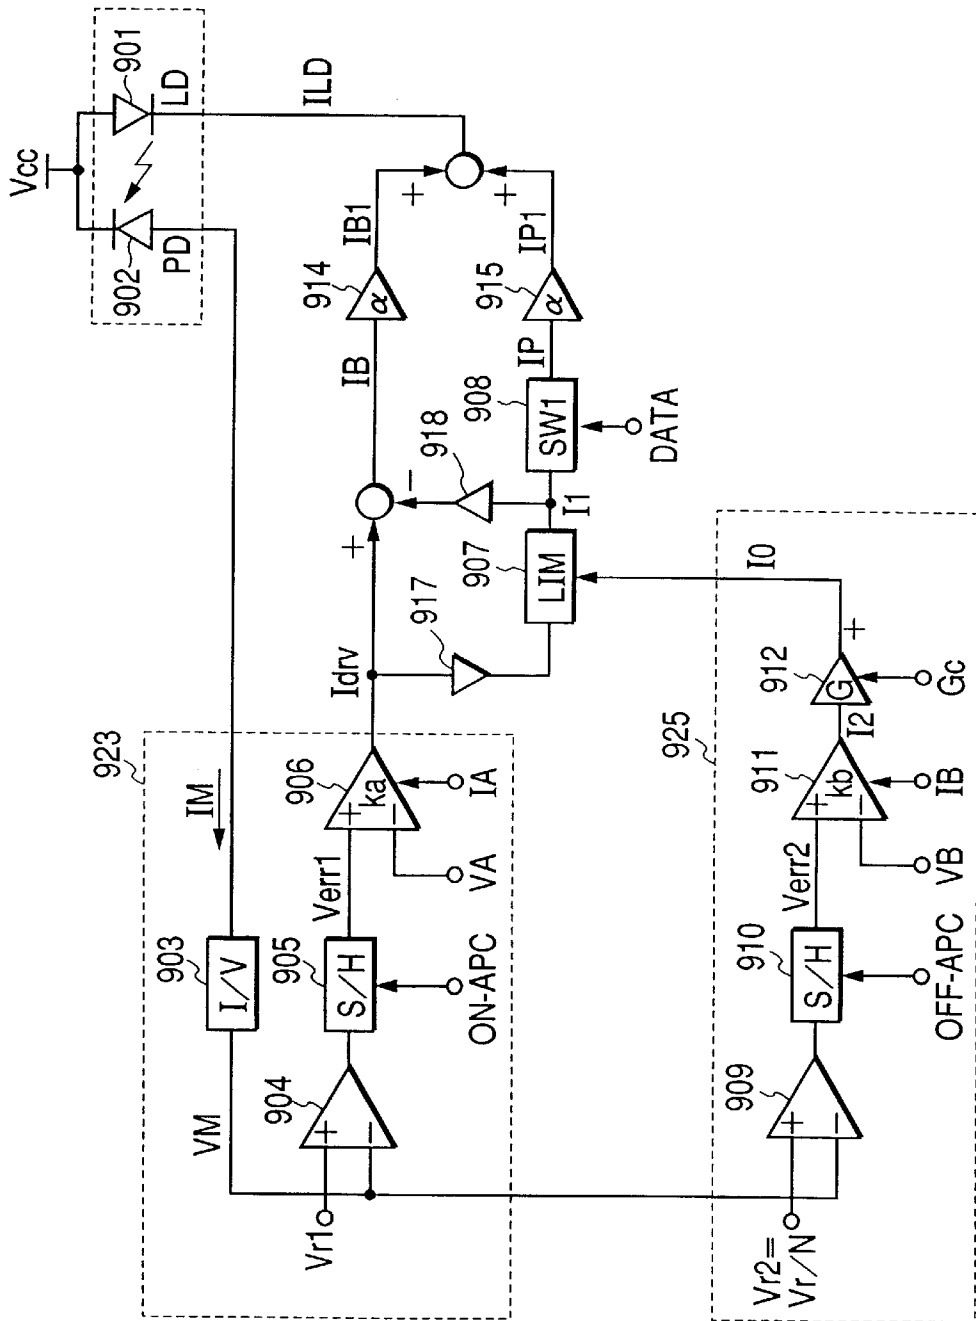 Vcc
902
901
PD
LD
ILD
923
IM
903
I/V
VM
904
Vr1
+
−
905
S/H
ON-APC
Verr1
906
+
−
ka
VA
IA
Idrv
917
+
−
918
IB
914
α
IB1
+
+
907
LIM
I1
908
SW1
DATA
IP
915
α
IP1
925
909
+
−
Vr2=
Vr/N
910
S/H
OFF-APC
Verr2
911
+
−
kb
VB
IB
I2
912
G
Gc
+
I0